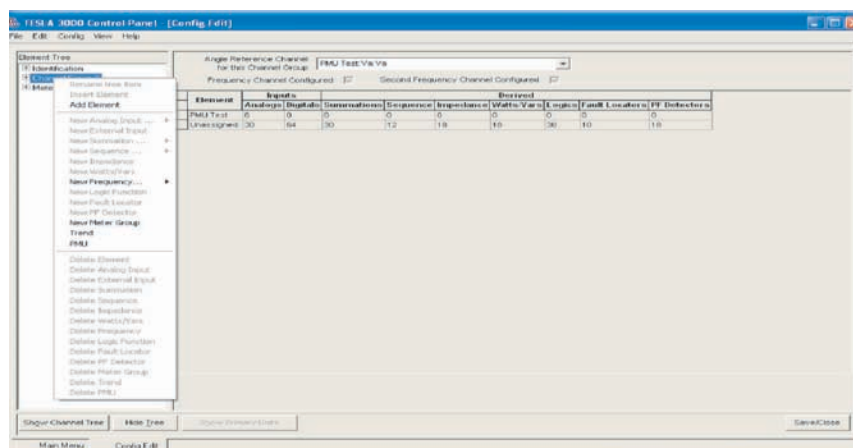 TESLA 3000 Control Panel - [Config Edit]
File Edit Config View Help
Element Tree
Identification
Angle Reference Channel
for this Channel Group
PMU Test:Va:Va
Frequency Channel Configured
Second Frequency Channel Configured
Rename Tree Item
Insert Element
Add Element
New Analog Input ...
New External Input
New Summation ...
New Sequence ...
New Impedance
New Watts/Vars
New Frequency...
New Logic Function
New Fault Locator
New PF Detector
New Meter Group
Trend
PMU
Delete Element
Delete Analog Input
Delete External Input
Delete Summation
Delete Sequence
Delete Impedance
Delete Watts/Vars
Delete Frequency
Delete Logic Function
Delete Fault Locator
Delete PF Detector
Delete Meter Group
Delete Trend
Delete PMU
Element Inputs Derived
Analogs Digitals Summations Sequence Impedance Watts/Vars Logics Fault Locators PF Detectors
PMU Test 6 0 0 0 0 0 0 0 0
Unassigned 30 64 30 12 18 18 30 10 18
Show Channel Tree Hide Tree Save/Close
Main Menu Config Edit